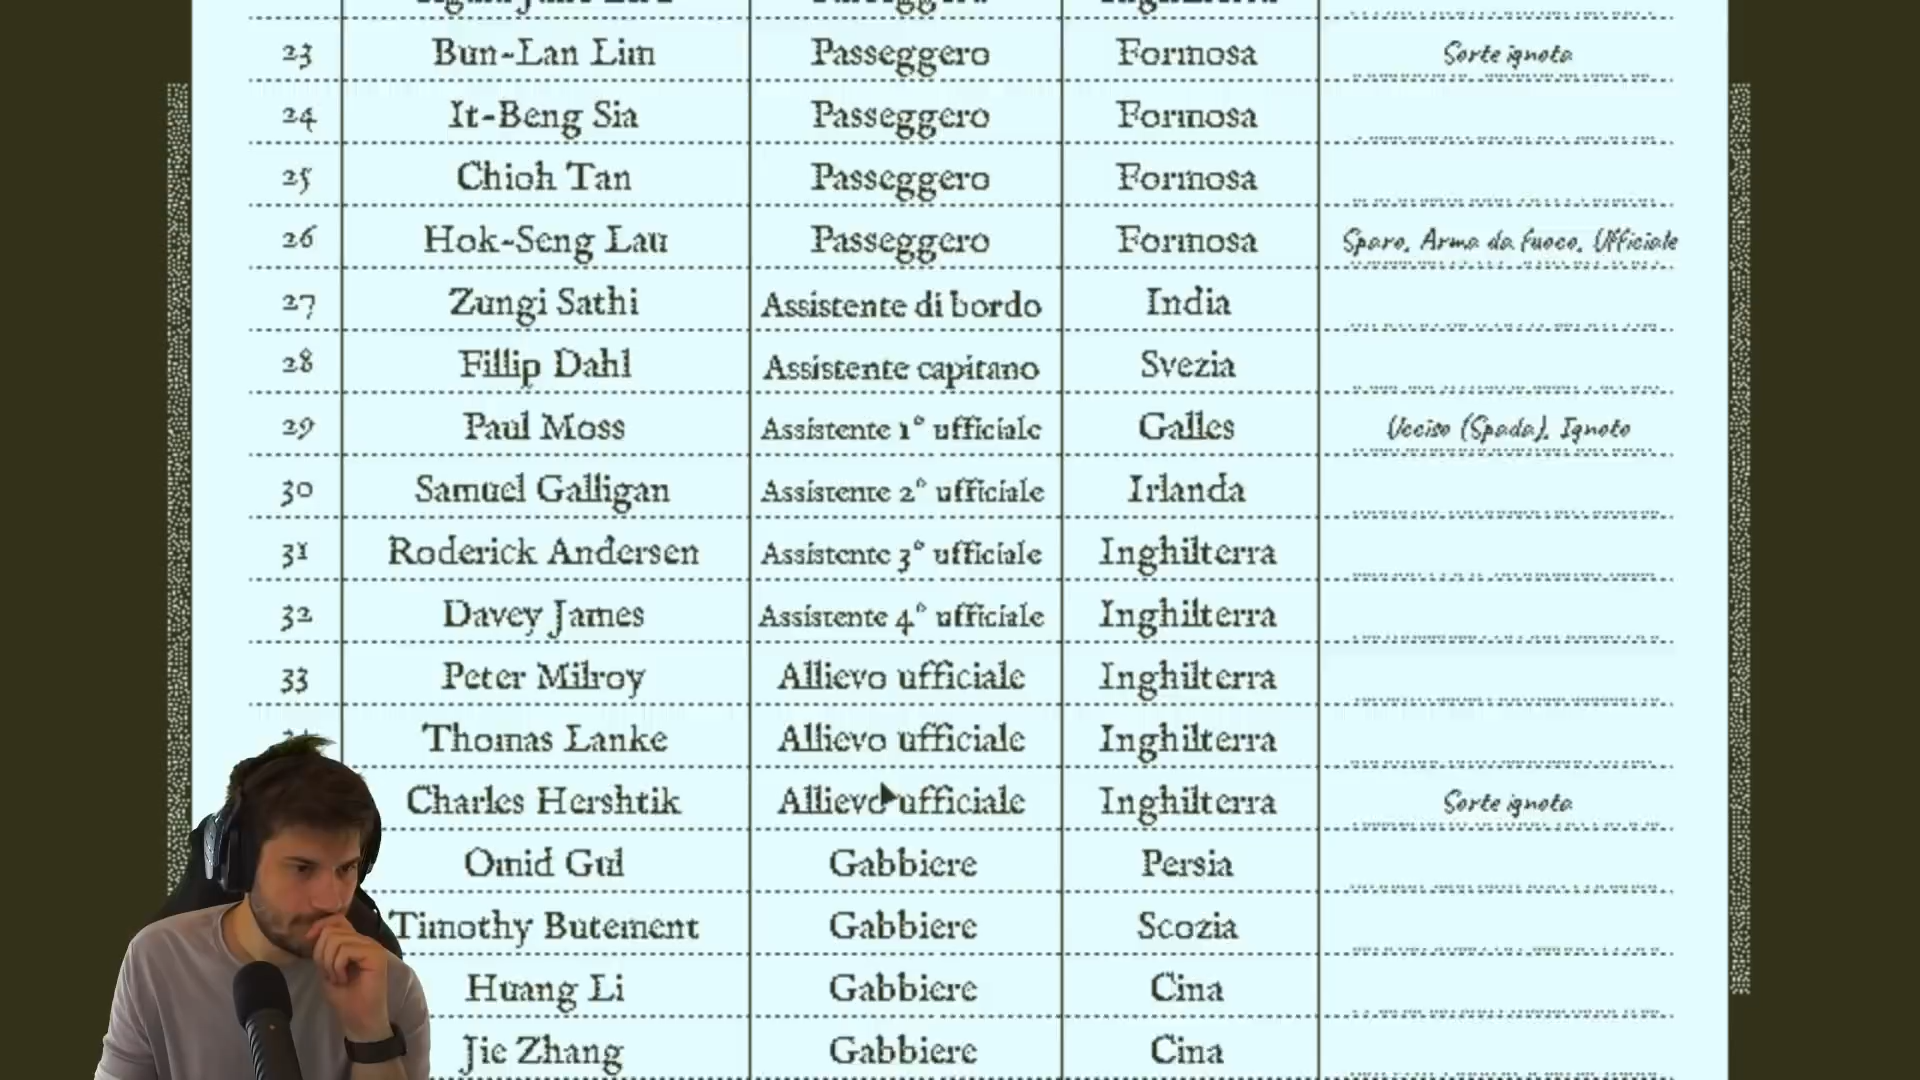 23 Bun-Lan Lim Passeggero Formosa Sorte ignota
24 It-Beng Sia Passeggero Formosa
25 Chioh Tan Passeggero Formosa
26 Hok-Seng Lau Passeggero Formosa Sparo, Arma da fuoco, Ufficiale
27 Zungi Sathi Assistente di bordo India
28 Fillip Dahl Assistente capitano Svezia
29 Paul Moss Assistente 1° ufficiale Galles Ucciso (Spada), Ignoto
30 Samuel Galligan Assistente 2° ufficiale Irlanda
31 Roderick Andersen Assistente 3° ufficiale Inghilterra
32 Davey James Assistente 4° ufficiale Inghilterra
33 Peter Milroy Allievo ufficiale Inghilterra
Thomas Lanke Allievo ufficiale Inghilterra
Charles Hershtik Allievo ufficiale Inghilterra Sorte ignota
Omid Gul Gabbiere Persia
Timothy Butement Gabbiere Scozia
Huang Li Gabbiere Cina
Jie Zhang Gabbiere Cina